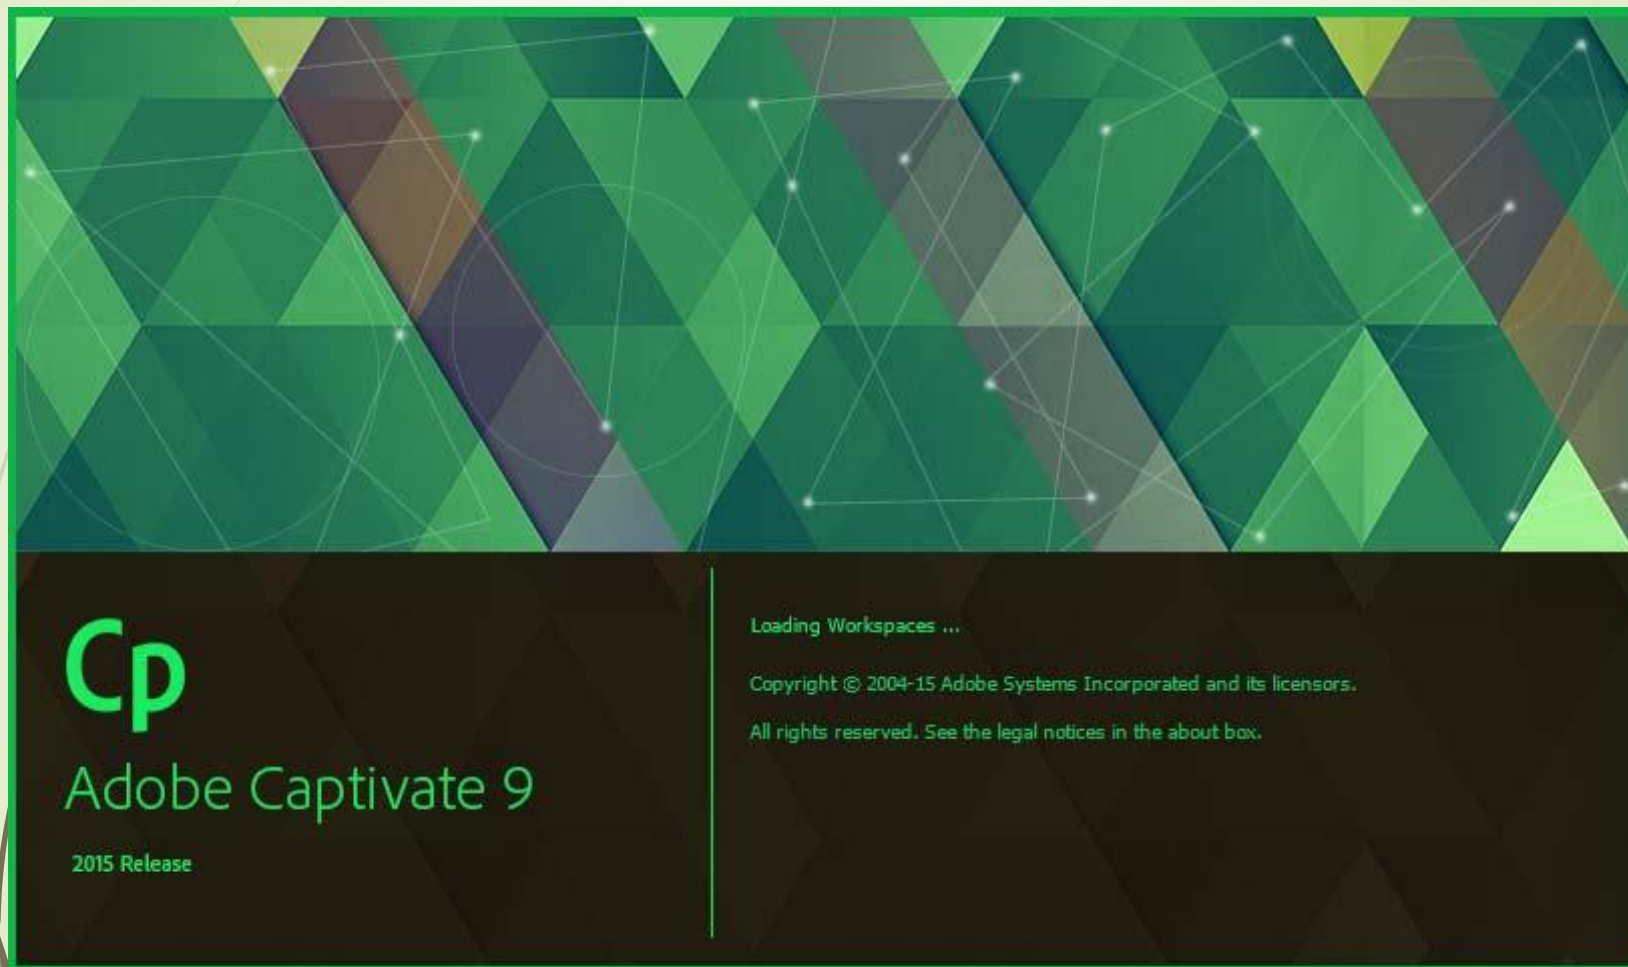 Cp
Adobe Captivate 9
2015 Release
Loading Workspaces ...
Copyright © 2004-15 Adobe Systems Incorporated and its licensors.
All rights reserved. See the legal notices in the about box.